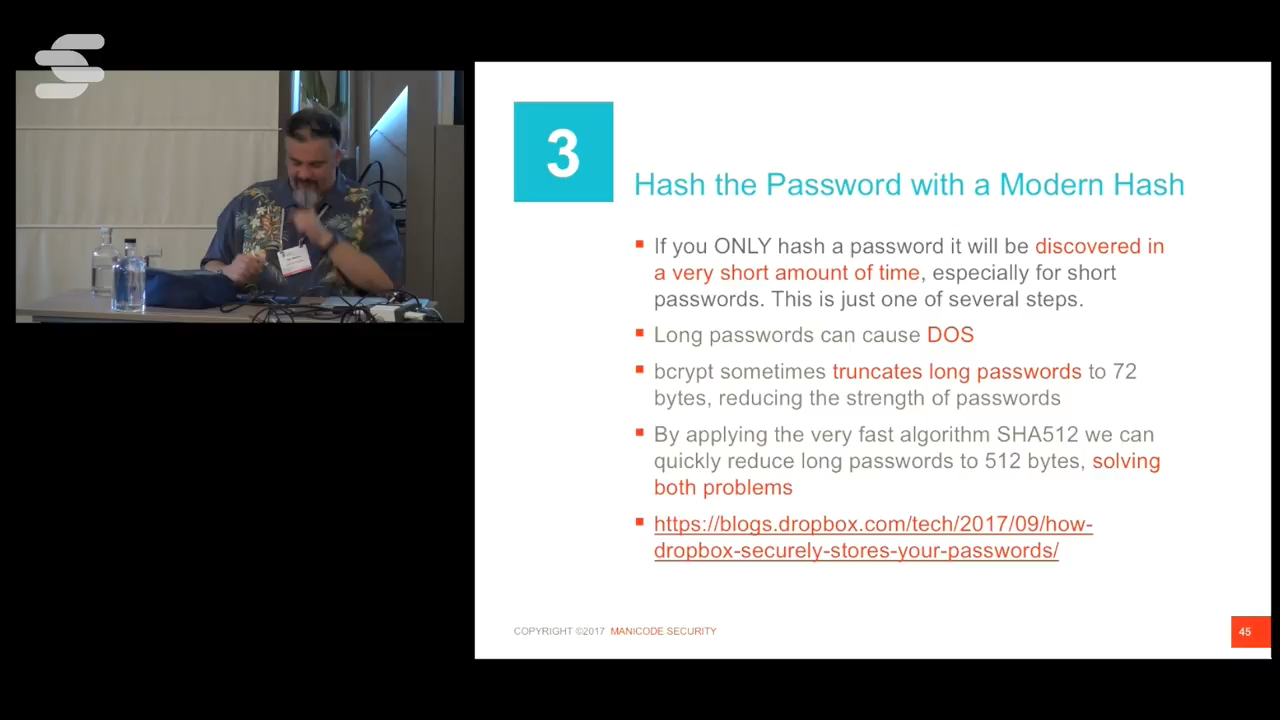 3
Hash the Password with a Modern Hash
If you ONLY hash a password it will be discovered in
a very short amount of time, especially for short
passwords. This is just one of several steps.
Long passwords can cause DOS
bcrypt sometimes truncates long passwords to 72
bytes, reducing the strength of passwords
By applying the very fast algorithm SHA512 we can
quickly reduce long passwords to 512 bytes, solving
both problems
https://blogs.dropbox.com/tech/2017/09/how-
dropbox-securely-stores-your-passwords/
COPYRIGHT ©2017 MANICODE SECURITY
45